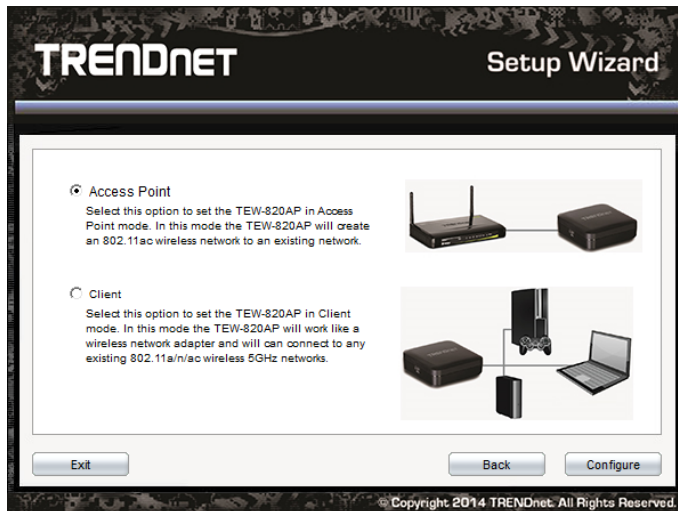 TRENDNET
Setup Wizard
Access Point
Select this option to set the TEW-820AP in Access
Point mode. In this mode the TEW-820AP will create
an 802.11ac wireless network to an existing network.
Client
Select this option to set the TEW-820AP in Client
mode. In this mode the TEW-820AP will work like a
wireless network adapter and will can connect to any
existing 802.11a/n/ac wireless 5GHz networks.
Exit
Back
Configure
© Copyright 2014 TRENDnet. All Rights Reserved.